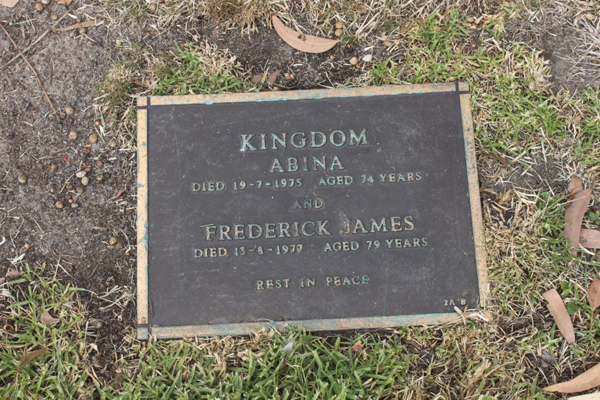 KINGDOM
ABINA
DIED 19-7-1975 AGED 74 YEARS
AND
FREDERICK JAMES
DIED 13-8-1977 AGED 79 YEARS
REST IN PEACE